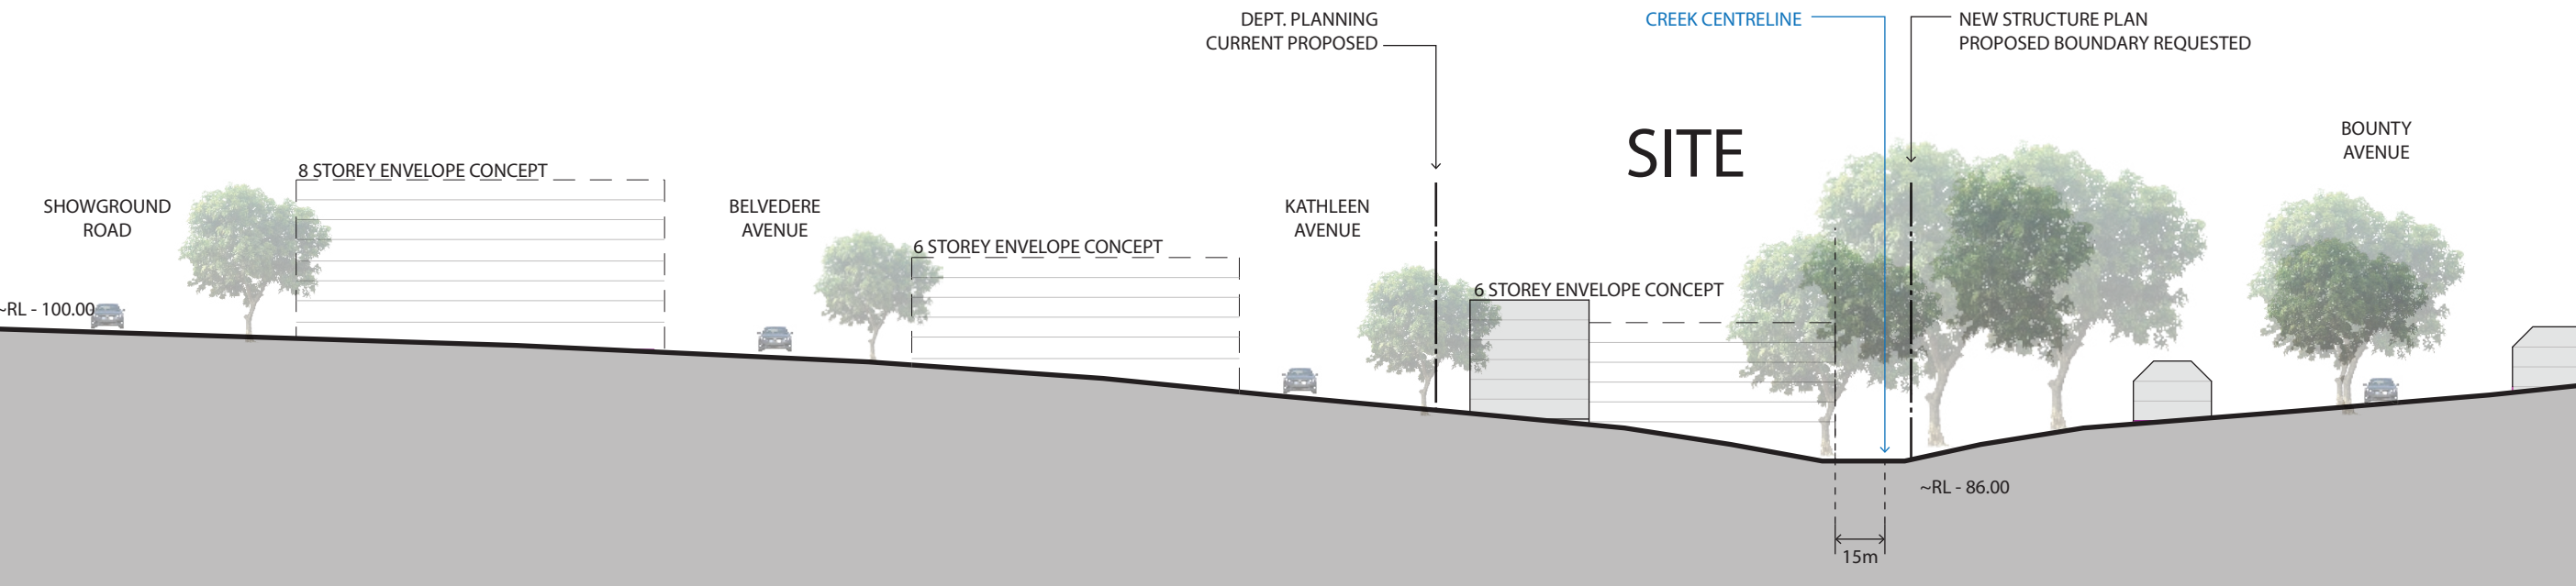 DEPT. PLANNING
CURRENT PROPOSED
CREEK CENTRELINE
NEW STRUCTURE PLAN
PROPOSED BOUNDARY REQUESTED
SITE
BOUNTY
AVENUE
8 STOREY ENVELOPE CONCEPT
SHOWGROUND
ROAD
BELVEDERE
AVENUE
KATHLEEN
AVENUE
6 STOREY ENVELOPE CONCEPT
6 STOREY ENVELOPE CONCEPT
~RL - 100.00
~RL - 86.00
15m